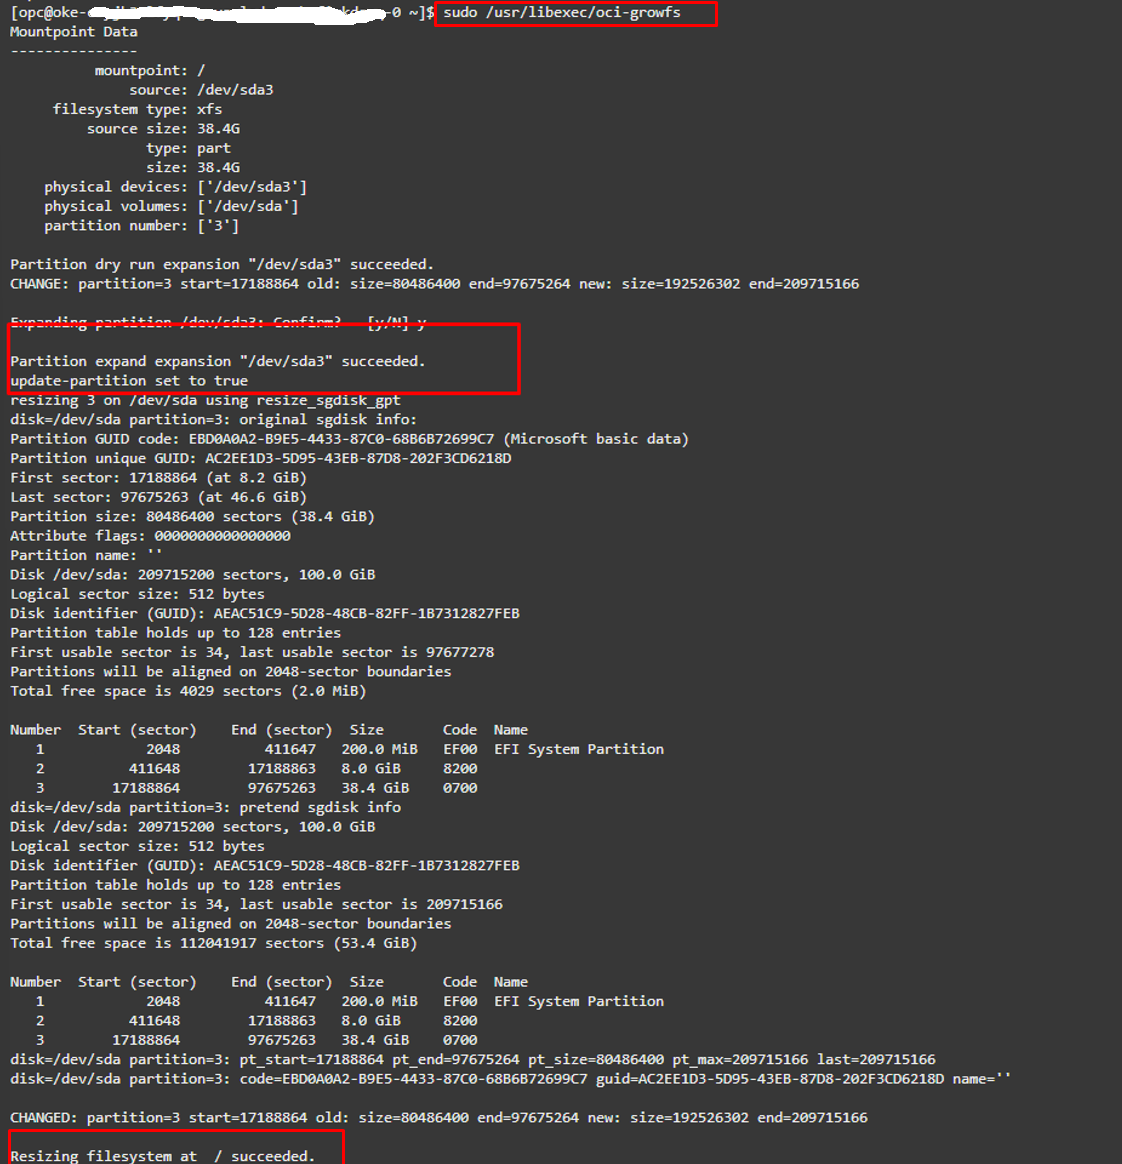 [opc@oke- -0 ~]$ sudo /usr/libexec/oci-growfs
Mountpoint Data
---------------
mountpoint: /
source: /dev/sda3
filesystem type: xfs
source size: 38.4G
type: part
size: 38.4G
physical devices: ['/dev/sda3']
physical volumes: ['/dev/sda']
partition number: ['3']
Partition dry run expansion "/dev/sda3" succeeded.
CHANGE: partition=3 start=17188864 old: size=80486400 end=97675264 new: size=192526302 end=209715166
Expanding partition /dev/sda3: Confirm? [y/N] y
Partition expand expansion "/dev/sda3" succeeded.
update-partition set to true
resizing 3 on /dev/sda using resize_sgdisk_gpt
disk=/dev/sda partition=3: original sgdisk info:
Partition GUID code: EBD0A0A2-B9E5-4433-87C0-68B6B72699C7 (Microsoft basic data)
Partition unique GUID: AC2EE1D3-5D95-43EB-87D8-202F3CD6218D
First sector: 17188864 (at 8.2 GiB)
Last sector: 97675263 (at 46.6 GiB)
Partition size: 80486400 sectors (38.4 GiB)
Attribute flags: 0000000000000000
Partition name: ''
Disk /dev/sda: 209715200 sectors, 100.0 GiB
Logical sector size: 512 bytes
Disk identifier (GUID): AEAC51C9-5D28-48CB-82FF-1B7312827FEB
Partition table holds up to 128 entries
First usable sector is 34, last usable sector is 97677278
Partitions will be aligned on 2048-sector boundaries
Total free space is 4029 sectors (2.0 MiB)
Number Start (sector) End (sector) Size Code Name
1 2048 411647 200.0 MiB EF00 EFI System Partition
2 411648 17188863 8.0 GiB 8200
3 17188864 97675263 38.4 GiB 0700
disk=/dev/sda partition=3: pretend sgdisk info
Disk /dev/sda: 209715200 sectors, 100.0 GiB
Logical sector size: 512 bytes
Disk identifier (GUID): AEAC51C9-5D28-48CB-82FF-1B7312827FEB
Partition table holds up to 128 entries
First usable sector is 34, last usable sector is 209715166
Partitions will be aligned on 2048-sector boundaries
Total free space is 112041917 sectors (53.4 GiB)
Number Start (sector) End (sector) Size Code Name
1 2048 411647 200.0 MiB EF00 EFI System Partition
2 411648 17188863 8.0 GiB 8200
3 17188864 97675263 38.4 GiB 0700
disk=/dev/sda partition=3: pt_start=17188864 pt_end=97675264 pt_size=80486400 pt_max=209715166 last=209715166
disk=/dev/sda partition=3: code=EBD0A0A2-B9E5-4433-87C0-68B6B72699C7 guid=AC2EE1D3-5D95-43EB-87D8-202F3CD6218D name=''
CHANGED: partition=3 start=17188864 old: size=80486400 end=97675264 new: size=192526302 end=209715166
Resizing filesystem at / succeeded.